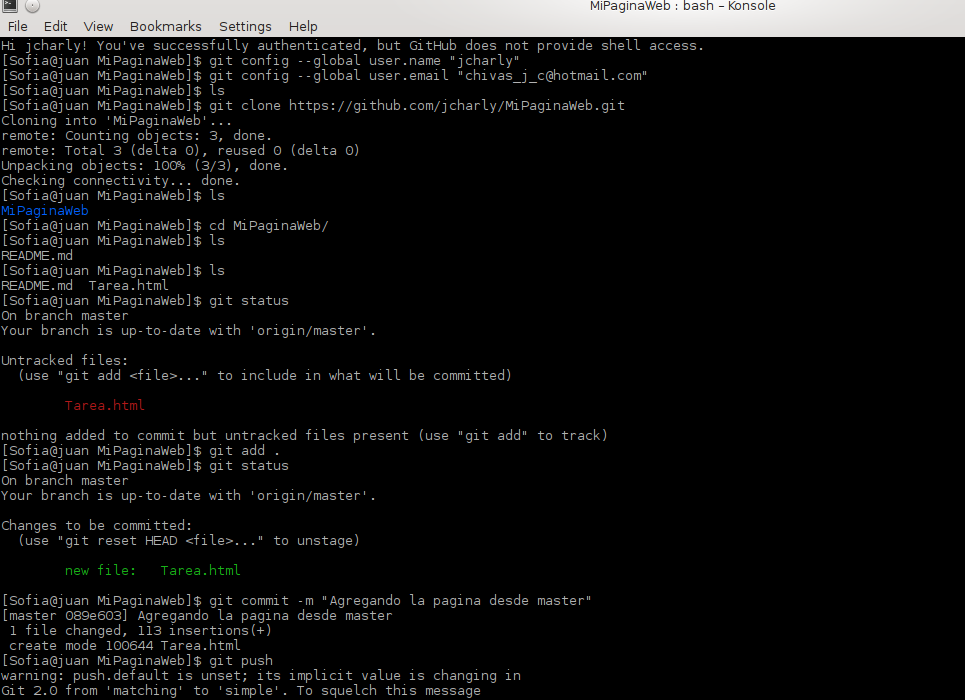 MiPaginaWeb : bash – Konsole
File Edit View Bookmarks Settings Help
Hi jcharly! You've successfully authenticated, but GitHub does not provide shell access.
[Sofia@juan MiPaginaWeb]$ git config --global user.name "jcharly"
[Sofia@juan MiPaginaWeb]$ git config --global user.email "chivas_j_c@hotmail.com"
[Sofia@juan MiPaginaWeb]$ ls
[Sofia@juan MiPaginaWeb]$ git clone https://github.com/jcharly/MiPaginaWeb.git
Cloning into 'MiPaginaWeb'...
remote: Counting objects: 3, done.
remote: Total 3 (delta 0), reused 0 (delta 0)
Unpacking objects: 100% (3/3), done.
Checking connectivity... done.
[Sofia@juan MiPaginaWeb]$ ls
MiPaginaWeb
[Sofia@juan MiPaginaWeb]$ cd MiPaginaWeb/
[Sofia@juan MiPaginaWeb]$ ls
README.md
[Sofia@juan MiPaginaWeb]$ ls
README.md  Tarea.html
[Sofia@juan MiPaginaWeb]$ git status
On branch master
Your branch is up-to-date with 'origin/master'.
Untracked files:
  (use "git add <file>..." to include in what will be committed)
        Tarea.html
nothing added to commit but untracked files present (use "git add" to track)
[Sofia@juan MiPaginaWeb]$ git add .
[Sofia@juan MiPaginaWeb]$ git status
On branch master
Your branch is up-to-date with 'origin/master'.
Changes to be committed:
  (use "git reset HEAD <file>..." to unstage)
        new file:   Tarea.html
[Sofia@juan MiPaginaWeb]$ git commit -m "Agregando la pagina desde master"
[master 089e603] Agregando la pagina desde master
 1 file changed, 113 insertions(+)
 create mode 100644 Tarea.html
[Sofia@juan MiPaginaWeb]$ git push
warning: push.default is unset; its implicit value is changing in
Git 2.0 from 'matching' to 'simple'. To squelch this message